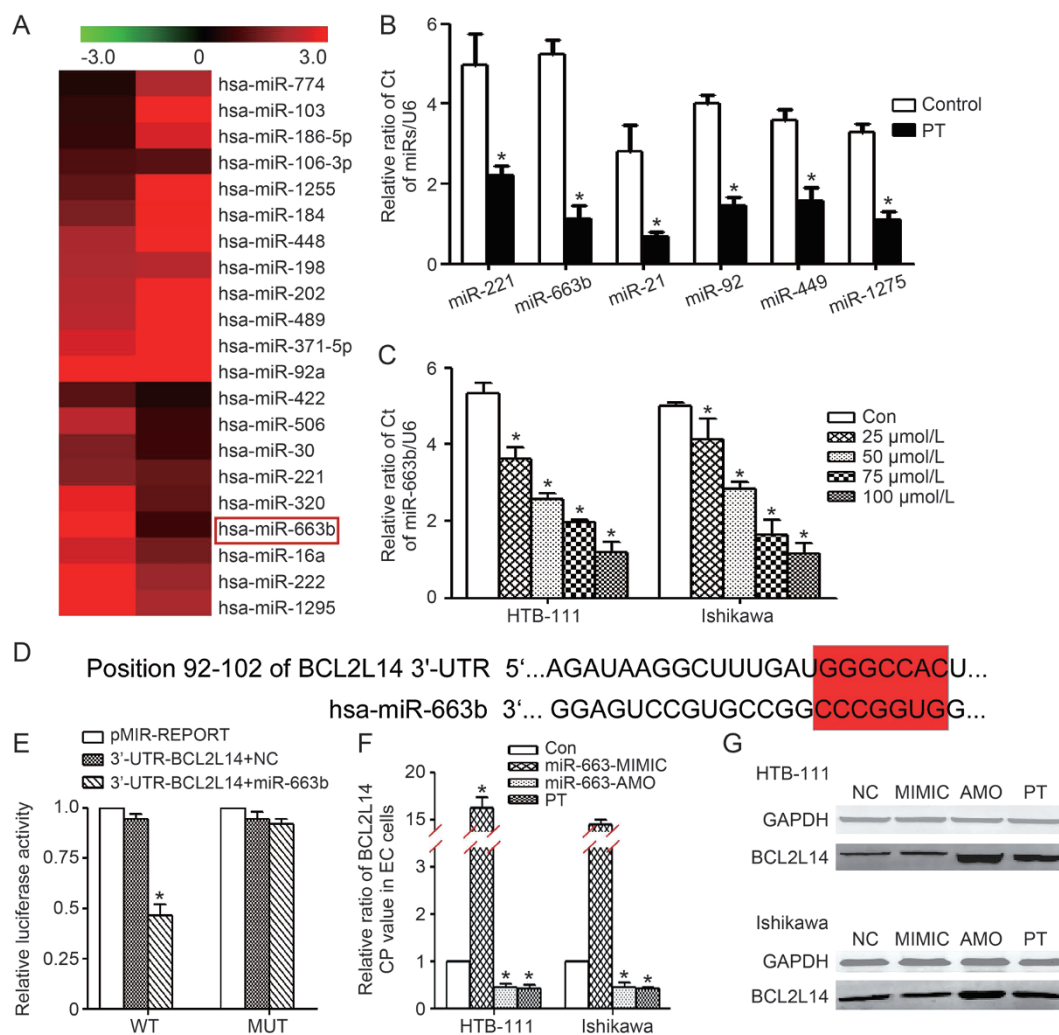 A
-3.0 0 3.0
hsa-miR-774
hsa-miR-103
hsa-miR-186-5p
hsa-miR-106-3p
hsa-miR-1255
hsa-miR-184
hsa-miR-448
hsa-miR-198
hsa-miR-202
hsa-miR-489
hsa-miR-371-5p
hsa-miR-92a
hsa-miR-422
hsa-miR-506
hsa-miR-30
hsa-miR-221
hsa-miR-320
hsa-miR-663b
hsa-miR-16a
hsa-miR-222
hsa-miR-1295
B
Relative ratio of Ct
of miRs/U6
6
4
2
0
* * * * * *
Control
PT
miR-221 miR-663b miR-21 miR-92 miR-449 miR-1275
C
Relative ratio of Ct
of miR-663b/U6
6
4
2
0
* * * * * * * *
Con
25 µmol/L
50 µmol/L
75 µmol/L
100 µmol/L
HTB-111 Ishikawa
D
Position 92-102 of BCL2L14 3'-UTR 5‘...AGAUAAGGCUUUGAUGGGCCACU...
hsa-miR-663b 3‘... GGAGUCCGUGCCGGCCCGGUGG...
E
pMIR-REPORT
3'-UTR-BCL2L14+NC
3'-UTR-BCL2L14+miR-663b
Relative luciferase activity
1.0
0.75
0.5
0.25
0
*
WT MUT
F
Con
miR-663-MIMIC
miR-663-AMO
PT
Relative ratio of BCL2L14
CP value in EC cells
20
15
3
2
1
0
* * * * *
HTB-111 Ishikawa
G
HTB-111
NC MIMIC AMO PT
GAPDH
BCL2L14
Ishikawa
NC MIMIC AMO PT
GAPDH
BCL2L14